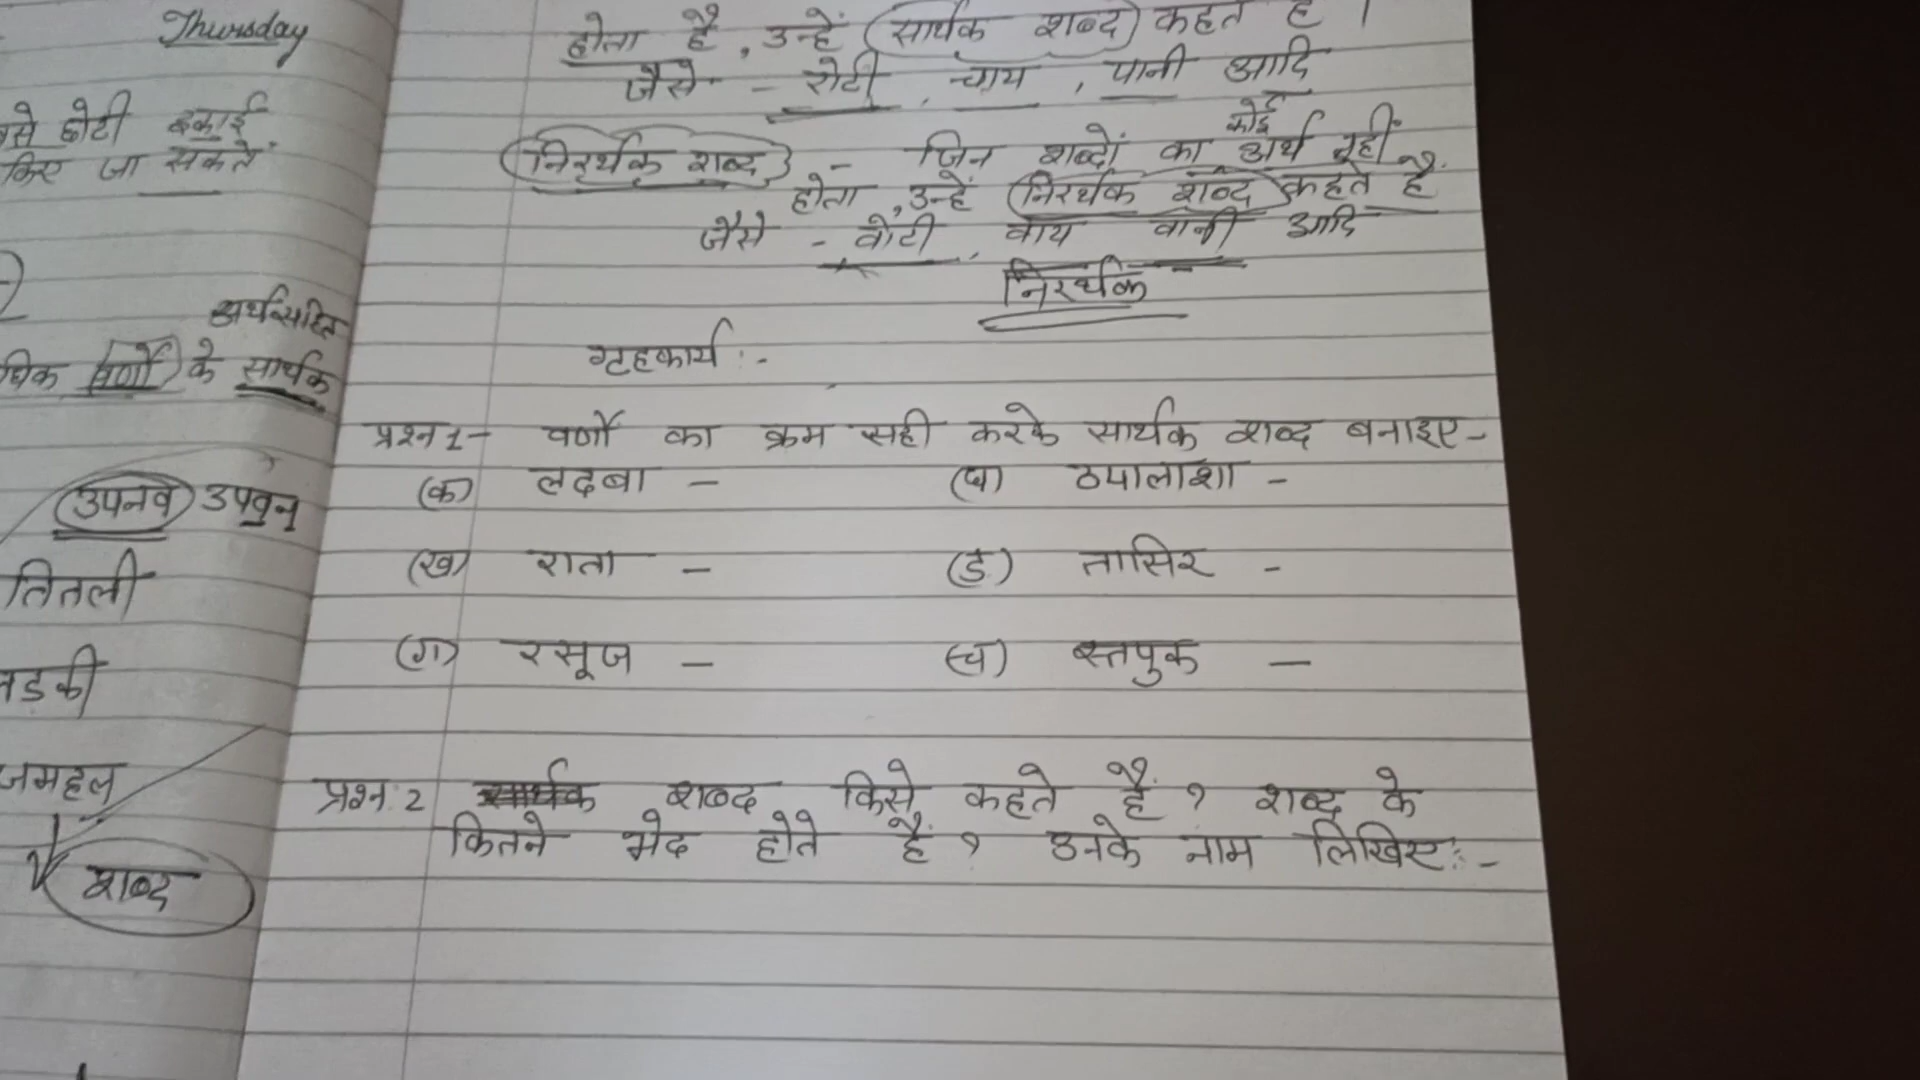 Thursday
से छोटी इकाई
किए जा सकते
अर्थसहित
धिक वर्णों के सार्थक
उपनव उपवन
तितली
डकी
जमहल
शब्द
होता है, उन्हें सार्थक शब्द कहते हैं।
जैसे - रोटी, चाय, पानी आदि
कोई
निरर्थक शब्द - जिन शब्दों का अर्थ नहीं
होता, उन्हें निरर्थक शब्द कहते हैं
जैसे - वोटी, वाय वानी आदि
निरर्थक
गृहकार्य :-
प्रश्न 1- वर्णों का क्रम सही करके सार्थक शब्द बनाइए-
(क) लदबा - (घ) ठपालाशा -
(ख) राता - (ड) तासिर -
(ग) रसूज - (च) स्तपुक -
प्रश्न: 2 सार्थक शब्द किसे कहते हैं? शब्द के
कितने भेद होते हैं? उनके नाम लिखिए:-